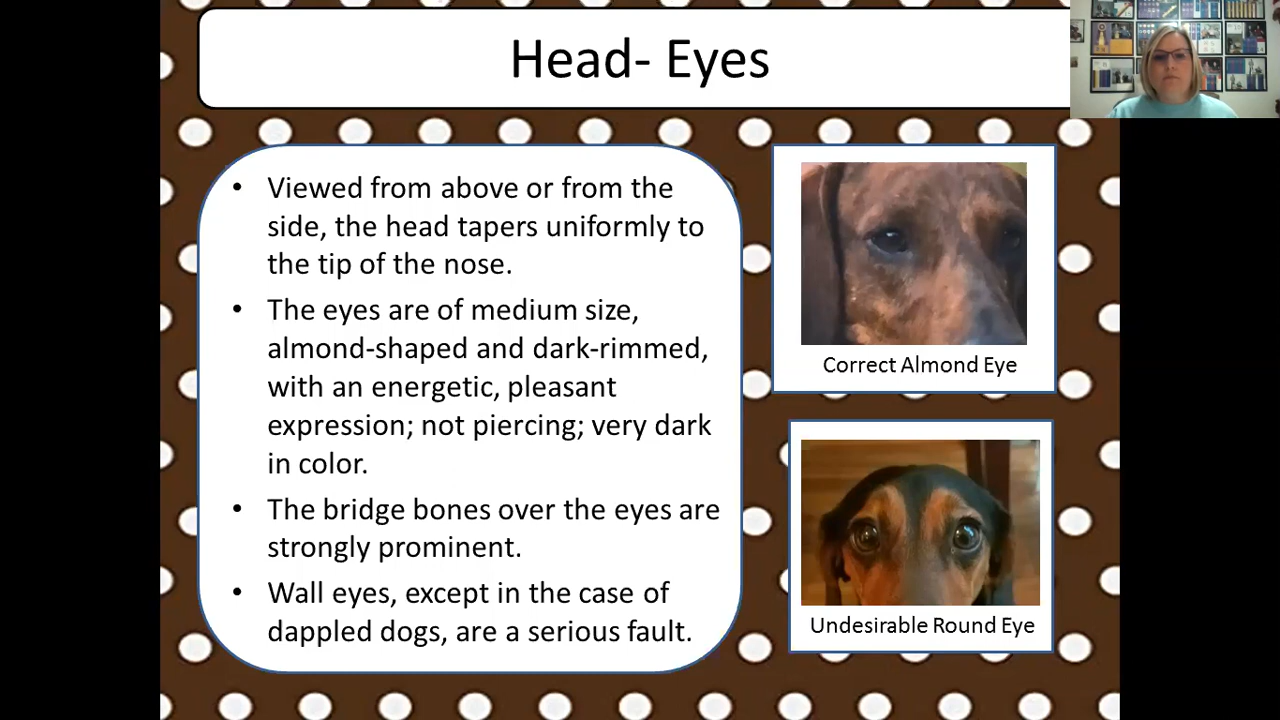 Head- Eyes
• Viewed from above or from the
side, the head tapers uniformly to
the tip of the nose.
• The eyes are of medium size,
almond-shaped and dark-rimmed,
with an energetic, pleasant
expression; not piercing; very dark
in color.
• The bridge bones over the eyes are
strongly prominent.
• Wall eyes, except in the case of
dappled dogs, are a serious fault.
Correct Almond Eye
Undesirable Round Eye